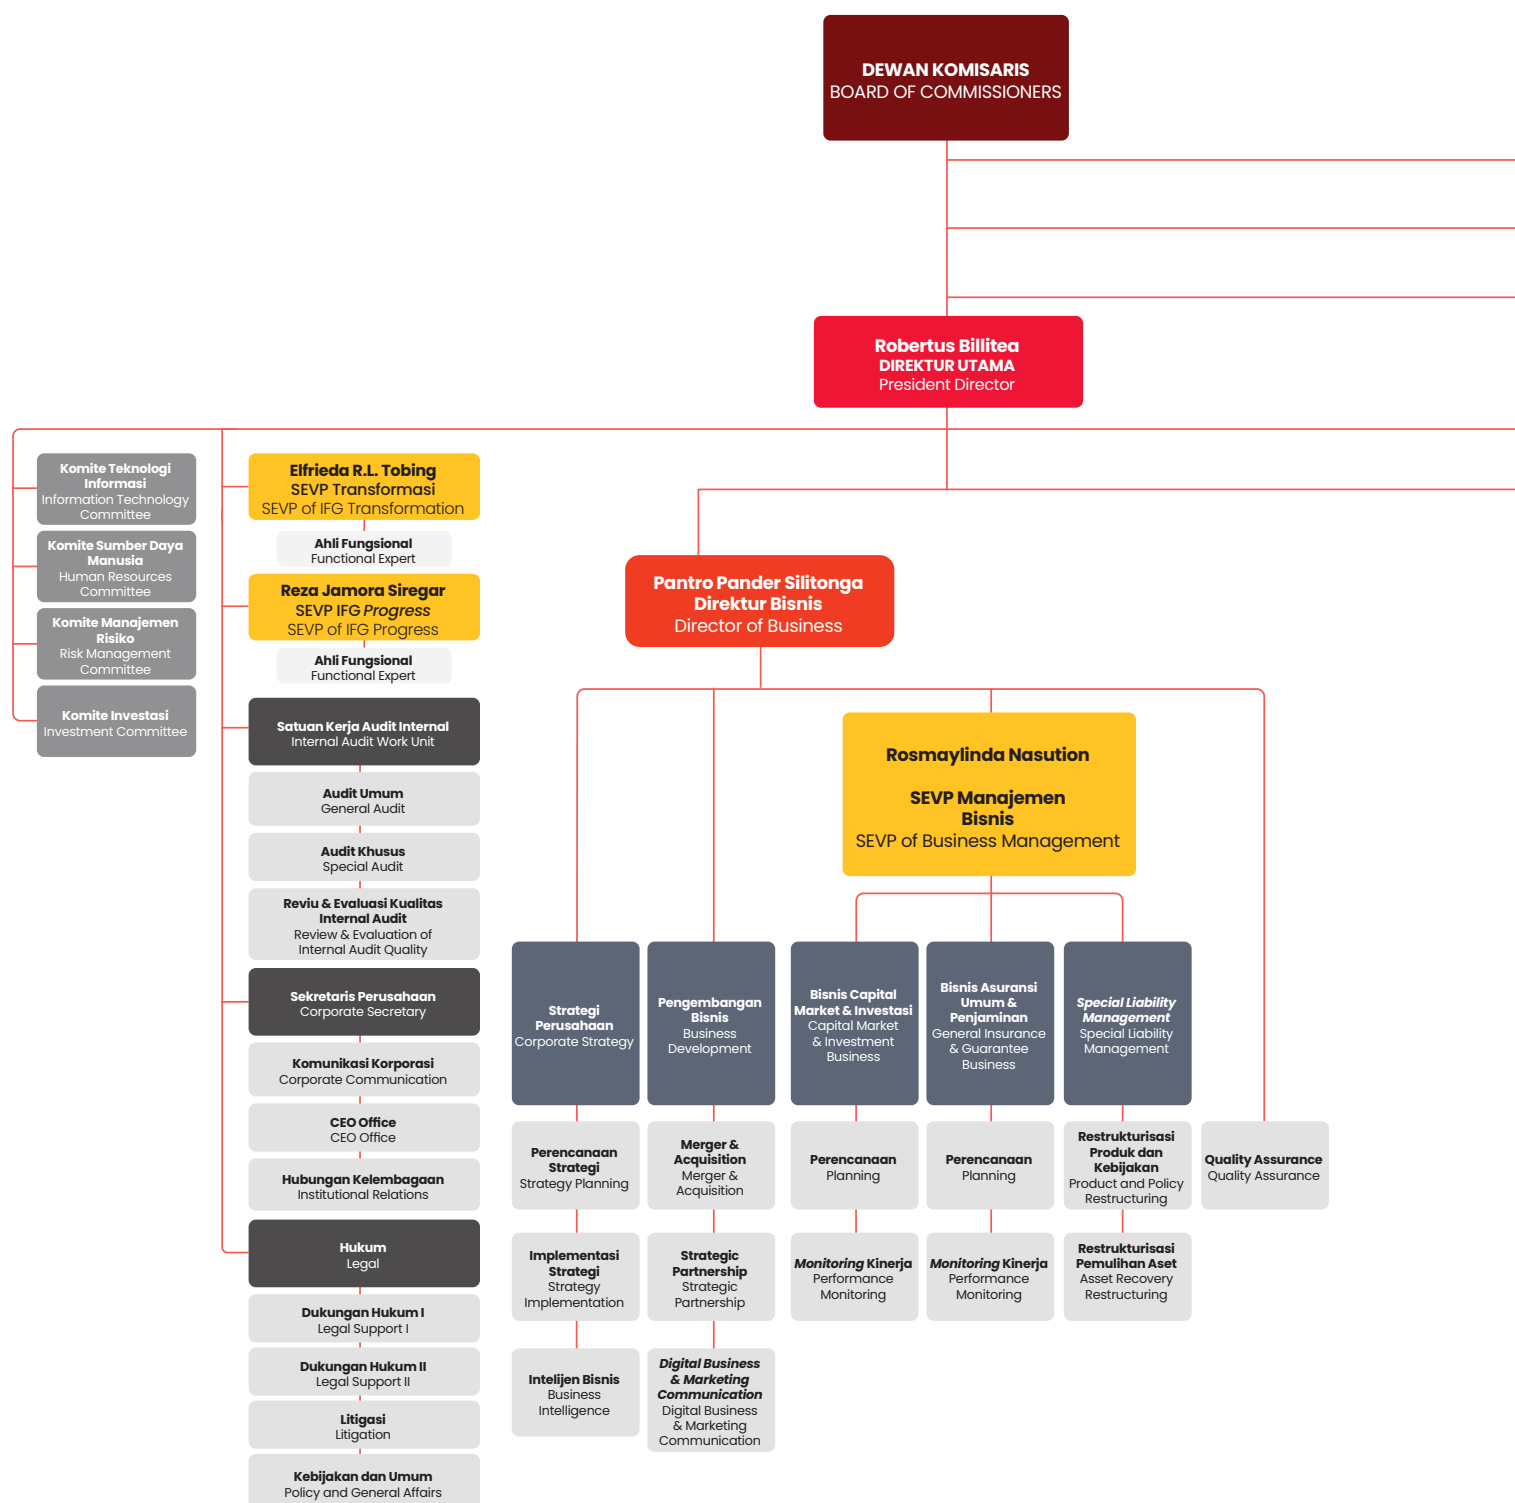 DEWAN KOMISARIS
BOARD OF COMMISSIONERS
Robertus Billitea
DIREKTUR UTAMA
President Director
Komite Teknologi
Informasi
Information Technology
Committee
Komite Sumber Daya
Manusia
Human Resources
Committee
Komite Manajemen
Risiko
Risk Management
Committee
Komite Investasi
Investment Committee
Elfrieda R.L. Tobing
SEVP Transformasi
SEVP of IFG Transformation
Ahli Fungsional
Functional Expert
Reza Jamora Siregar
SEVP IFG Progress
SEVP of IFG Progress
Ahli Fungsional
Functional Expert
Satuan Kerja Audit Internal
Internal Audit Work Unit
Audit Umum
General Audit
Audit Khusus
Special Audit
Reviu & Evaluasi Kualitas
Internal Audit
Review & Evaluation of
Internal Audit Quality
Sekretaris Perusahaan
Corporate Secretary
Komunikasi Korporasi
Corporate Communication
CEO Office
CEO Office
Hubungan Kelembagaan
Institutional Relations
Hukum
Legal
Dukungan Hukum I
Legal Support I
Dukungan Hukum II
Legal Support II
Litigasi
Litigation
Kebijakan dan Umum
Policy and General Affairs
Pantro Pander Silitonga
Direktur Bisnis
Director of Business
Rosmaylinda Nasution
SEVP Manajemen
Bisnis
SEVP of Business Management
Strategi
Perusahaan
Corporate Strategy
Perencanaan
Strategi
Strategy Planning
Implementasi
Strategi
Strategy
Implementation
Intelijen Bisnis
Business
Intelligence
Pengembangan
Bisnis
Business
Development
Merger &
Acquisition
Merger &
Acquisition
Strategic
Partnership
Strategic
Partnership
Digital Business
& Marketing
Communication
Digital Business
& Marketing
Communication
Bisnis Capital
Market & Investasi
Capital Market
& Investment
Business
Perencanaan
Planning
Monitoring Kinerja
Performance
Monitoring
Bisnis Asuransi
Umum &
Penjaminan
General Insurance
& Guarantee
Business
Perencanaan
Planning
Monitoring Kinerja
Performance
Monitoring
Special Liability
Management
Special Liability
Management
Restrukturisasi
Produk dan
Kebijakan
Product and Policy
Restructuring
Restrukturisasi
Pemulihan Aset
Asset Recovery
Restructuring
Quality Assurance
Quality Assurance